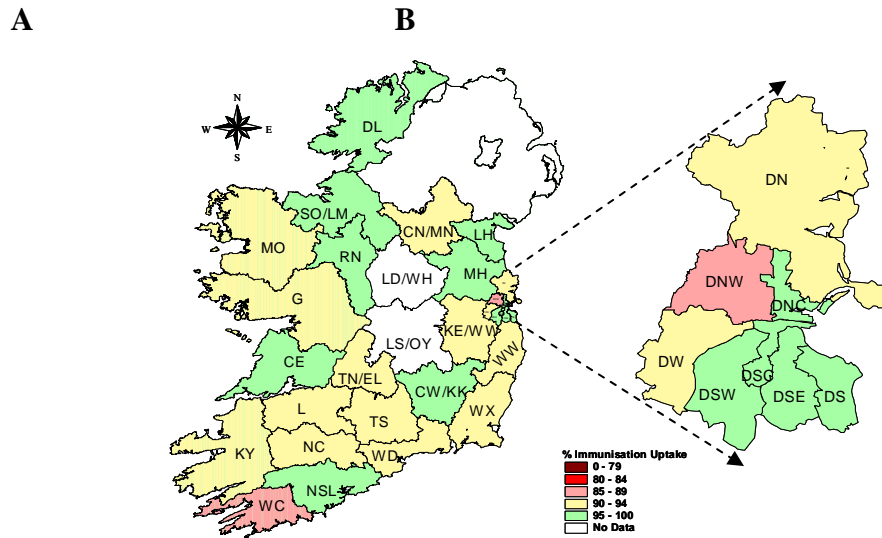 A B
N
W E
S
DL
SO/LM
CN/MN
LH
MO
RN
MH
LD/WH
G
KE/WW
LS/OY
WW
CE
TN/EL
CW/KK
L
TS
WX
KY
NC
WD
NSL
WC
DN
DNW
DNC
DW
DSG
DSW
DSE
DS
% Immunisation Uptake
0 - 79
80 - 84
85 - 89
90 - 94
95 - 100
No Data